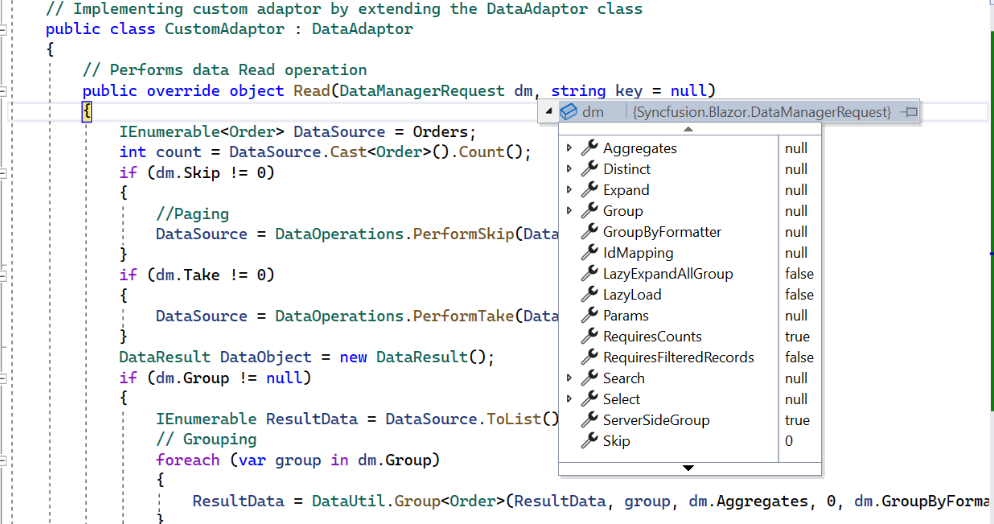 // Implementing custom adaptor by extending the DataAdaptor class
public class CustomAdaptor : DataAdaptor
{
// Performs data Read operation
public override object Read(DataManagerRequest dm, string key = null)
{
dm {Syncfusion.Blazor.DataManagerRequest}
IEnumerable<Order> DataSource = Orders;
int count = DataSource.Cast<Order>().Count();
if (dm.Skip != 0)
{
//Paging
DataSource = DataOperations.PerformSkip(Data
}
if (dm.Take != 0)
{
DataSource = DataOperations.PerformTake(Data
}
DataResult DataObject = new DataResult();
if (dm.Group != null)
{
IEnumerable ResultData = DataSource.ToList()
// Grouping
foreach (var group in dm.Group)
{
ResultData = DataUtil.Group<Order>(ResultData, group, dm.Aggregates, 0, dm.GroupByForma
}
Aggregates null
Distinct null
Expand null
Group null
GroupByFormatter null
IdMapping null
LazyExpandAllGroup false
LazyLoad false
Params null
RequiresCounts true
RequiresFilteredRecords false
Search null
Select null
ServerSideGroup true
Skip 0